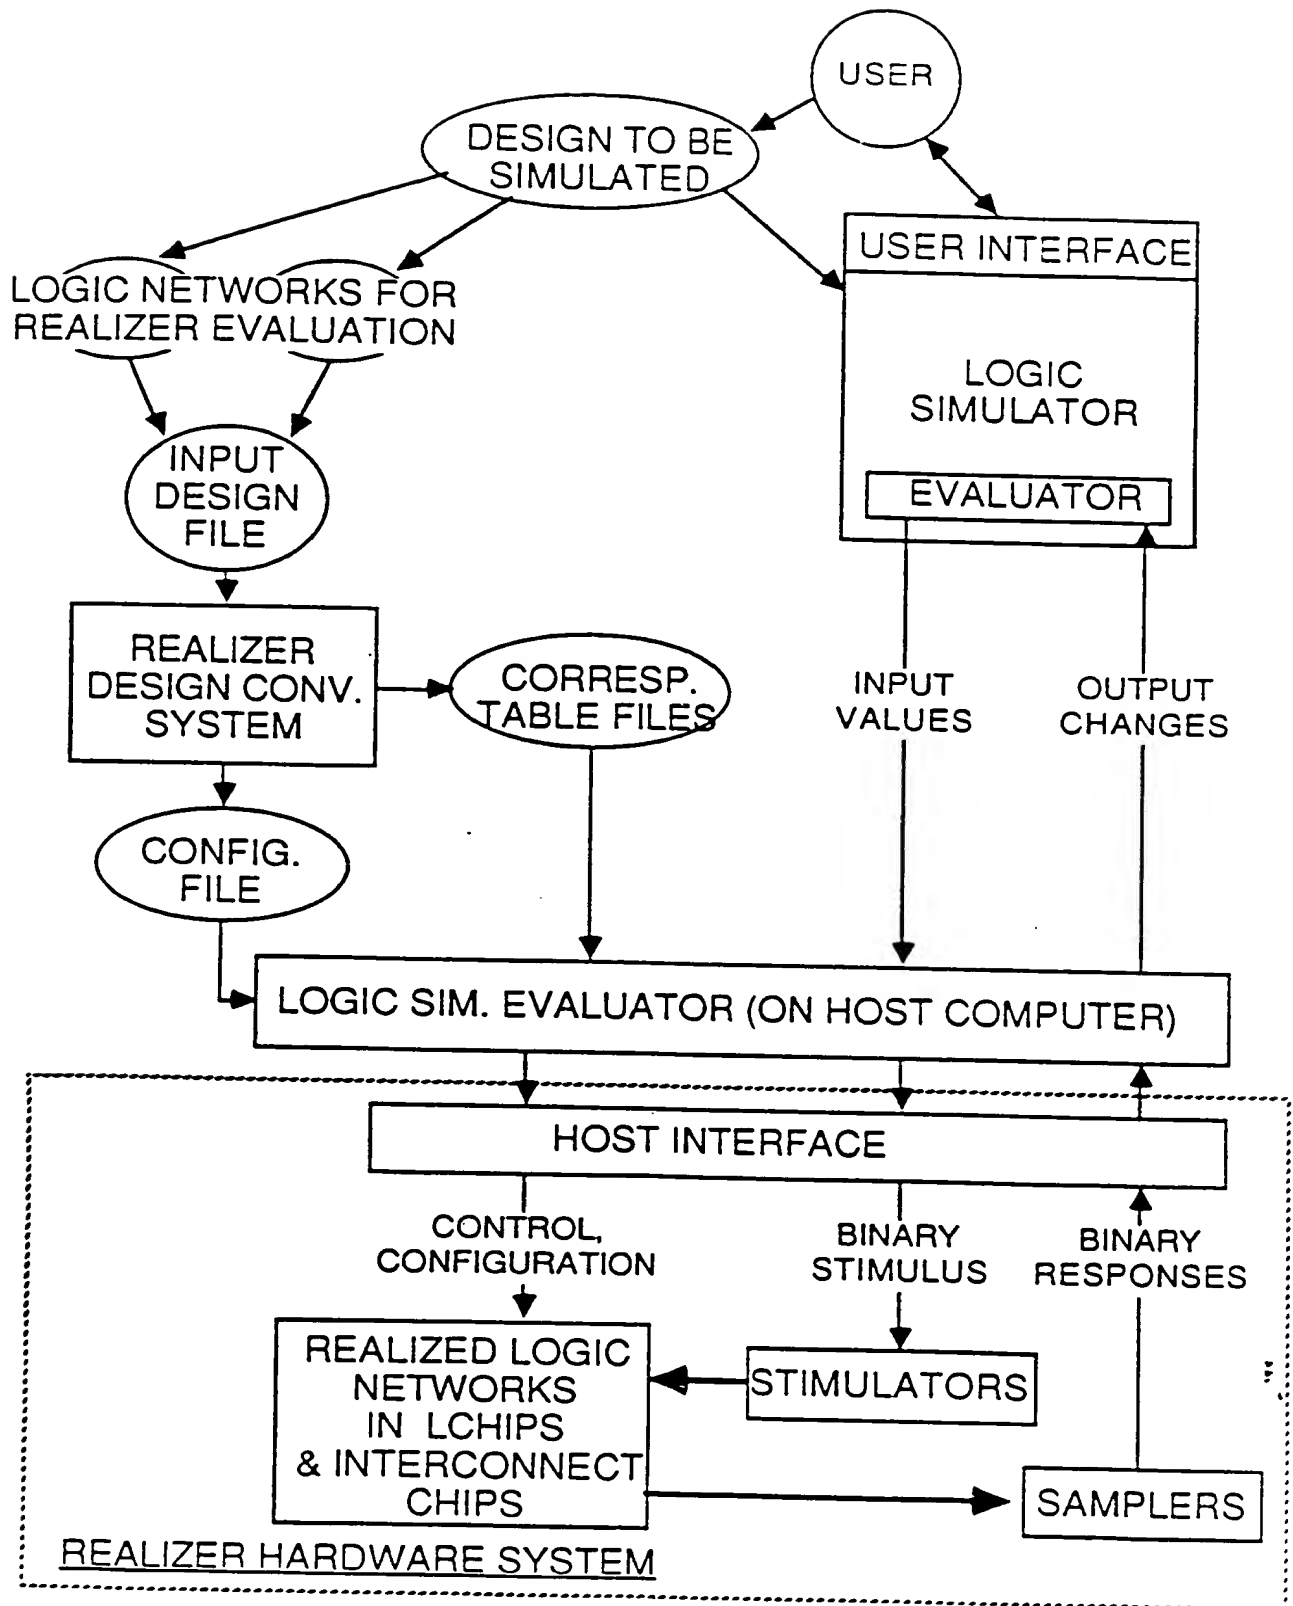 USER
DESIGN TO BE
SIMULATED
USER INTERFACE
LOGIC NETWORKS FOR
REALIZER EVALUATION
LOGIC
SIMULATOR
EVALUATOR
INPUT
DESIGN
FILE
REALIZER
DESIGN CONV.
SYSTEM
CORRESP.
TABLE FILES
INPUT
VALUES
OUTPUT
CHANGES
CONFIG.
FILE
LOGIC SIM. EVALUATOR (ON HOST COMPUTER)
HOST INTERFACE
CONTROL,
CONFIGURATION
BINARY
STIMULUS
BINARY
RESPONSES
REALIZED LOGIC
NETWORKS
IN LCHIPS
& INTERCONNECT
CHIPS
STIMULATORS
SAMPLERS
REALIZER HARDWARE SYSTEM